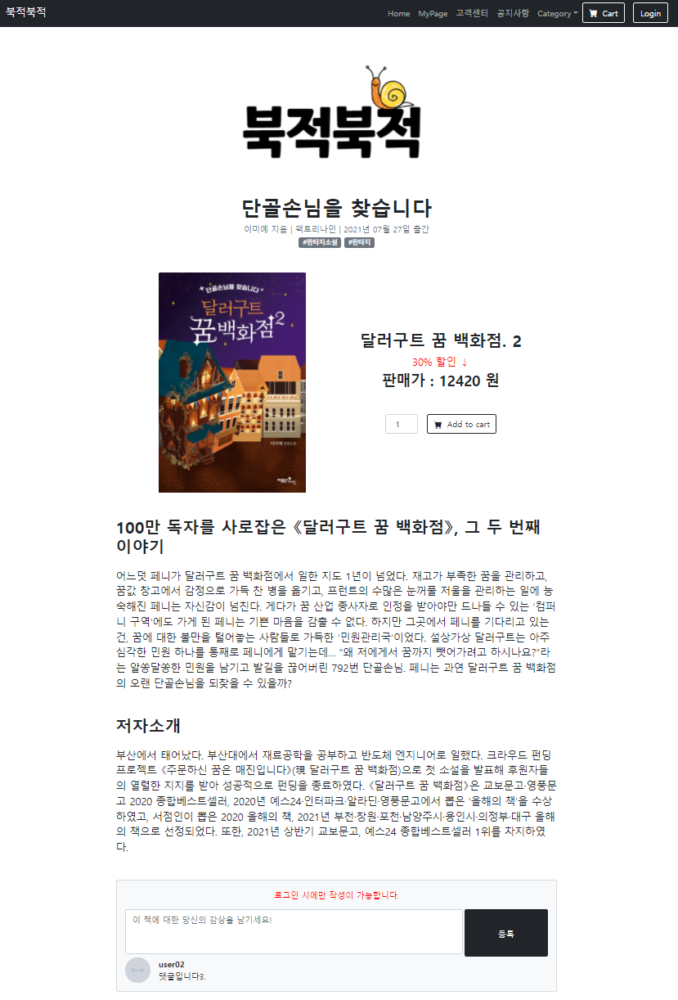 북적북적
Home MyPage 고객센터 공지사항 Category Cart Login
북적북적
단골손님을 찾습니다
이미예 지음 | 팩토리나인 | 2021년 07월 27일 출간
#판타지소설 #판타지
단골손님을 찾습니다
달러구트
꿈 백화점 2
이미예 장편소설
팩토리나인
달러구트 꿈 백화점. 2
30% 할인 ↓
판매가 : 12420 원
1 Add to cart
100만 독자를 사로잡은 《달러구트 꿈 백화점》, 그 두 번째
이야기
어느덧 페니가 달러구트 꿈 백화점에서 일한 지도 1년이 넘었다. 재고가 부족한 꿈을 관리하고,
꿈값 창고에서 감정으로 가득 찬 병을 옮기고, 프런트의 수많은 눈꺼풀 저울을 관리하는 일에 능
숙해진 페니는 자신감이 넘친다. 게다가 꿈 산업 종사자로 인정을 받아야만 드나들 수 있는 ‘컴퍼
니 구역’에도 가게 된 페니는 기쁜 마음을 감출 수 없다. 하지만 그곳에서 페니를 기다리고 있는
건, 꿈에 대한 불만을 털어놓는 사람들로 가득한 ‘민원관리국’이었다. 설상가상 달러구트는 아주
심각한 민원 하나를 통째로 페니에게 맡기는데… “왜 저에게서 꿈까지 뺏어가려고 하시나요?”라
는 알쏭달쏭한 민원을 남기고 발길을 끊어버린 792번 단골손님. 페니는 과연 달러구트 꿈 백화점
의 오랜 단골손님을 되찾을 수 있을까?
저자소개
부산에서 태어났다. 부산대에서 재료공학을 공부하고 반도체 엔지니어로 일했다. 크라우드 펀딩
프로젝트 《주문하신 꿈은 매진입니다》(現 달러구트 꿈 백화점)으로 첫 소설을 발표해 후원자들
의 열렬한 지지를 받아 성공적으로 펀딩을 종료하였다. 《달러구트 꿈 백화점》은 교보문고·영풍문
고 2020 종합베스트셀러, 2020년 예스24·인터파크·알라딘·영풍문고에서 뽑은 ‘올해의 책’을 수상
하였고, 서점인이 뽑은 2020 올해의 책, 2021년 부천·창원·포천·남양주시·용인시·의정부·대구 올해
의 책으로 선정되었다. 또한, 2021년 상반기 교보문고, 예스24 종합베스트셀러 1위를 차지하였
다.
로그인 시에만 작성이 가능합니다.
이 책에 대한 당신의 감상을 남기세요!
등록
user02
댓글입니다3.